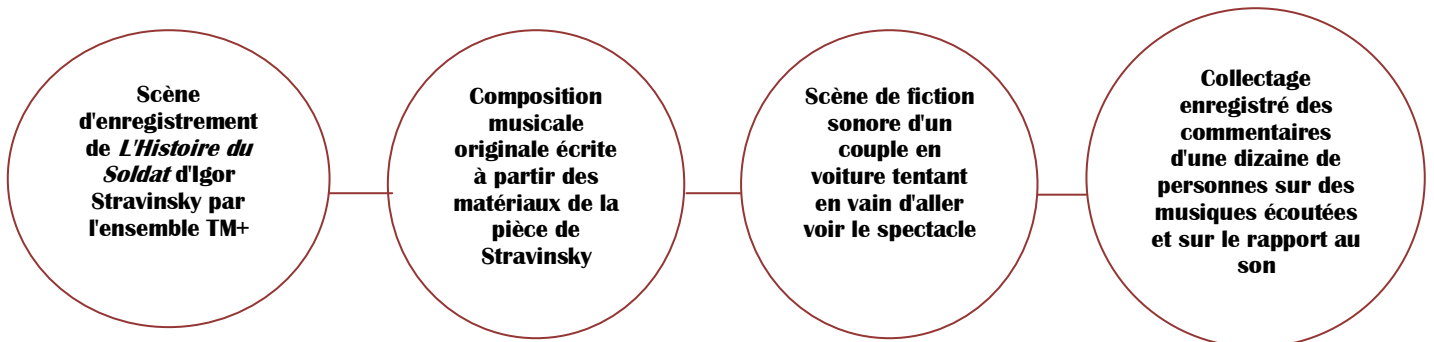 Scène
d'enregistrement
de L'Histoire du
Soldat d'Igor
Stravinsky par
l'ensemble TM+
Composition
musicale
originale écrite
à partir des
matériaux de la
pièce de
Stravinsky
Scène de fiction
sonore d'un
couple en
voiture tentant
en vain d'aller
voir le spectacle
Collectage
enregistré des
commentaires
d'une dizaine de
personnes sur des
musiques écoutées
et sur le rapport au
son